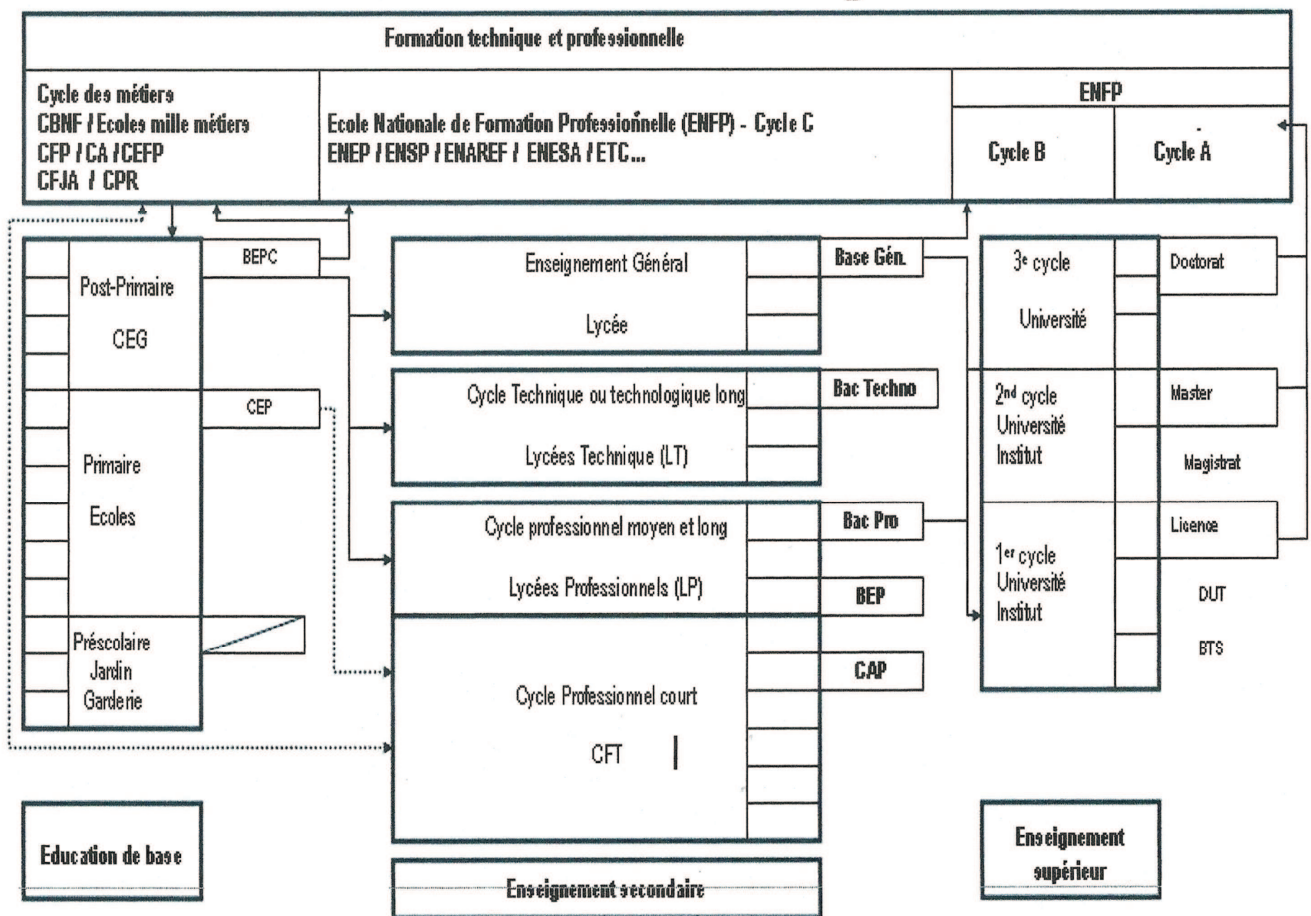 Formation technique et professionnelle
Cycle des métiers
CBNF / Ecoles mille métiers
CFP / CA / CEFP
CFJA / CPR
Ecole Nationale de Formation Professionnelle (ENFP) - Cycle C
ENEP / ENSP / ENAREF / ENESA / ETC...
ENFP
Cycle B
Cycle A
Post-Primaire
CEG
BEPC
CEP
Primaire
Ecoles
Préscolaire
Jardin
Garderie
Enseignement Général
Lycée
Base Gén.
Cycle Technique ou technologique long
Lycées Technique (LT)
Bac Techno
Cycle professionnel moyen et long
Lycées Professionnels (LP)
Bac Pro
BEP
Cycle Professionnel court
CFT
CAP
3e cycle
Université
Doctorat
2nd cycle
Université
Institut
Master
Magistrat
1er cycle
Université
Institut
Licence
DUT
BTS
Education de base
Enseignement secondaire
Enseignement
supérieur